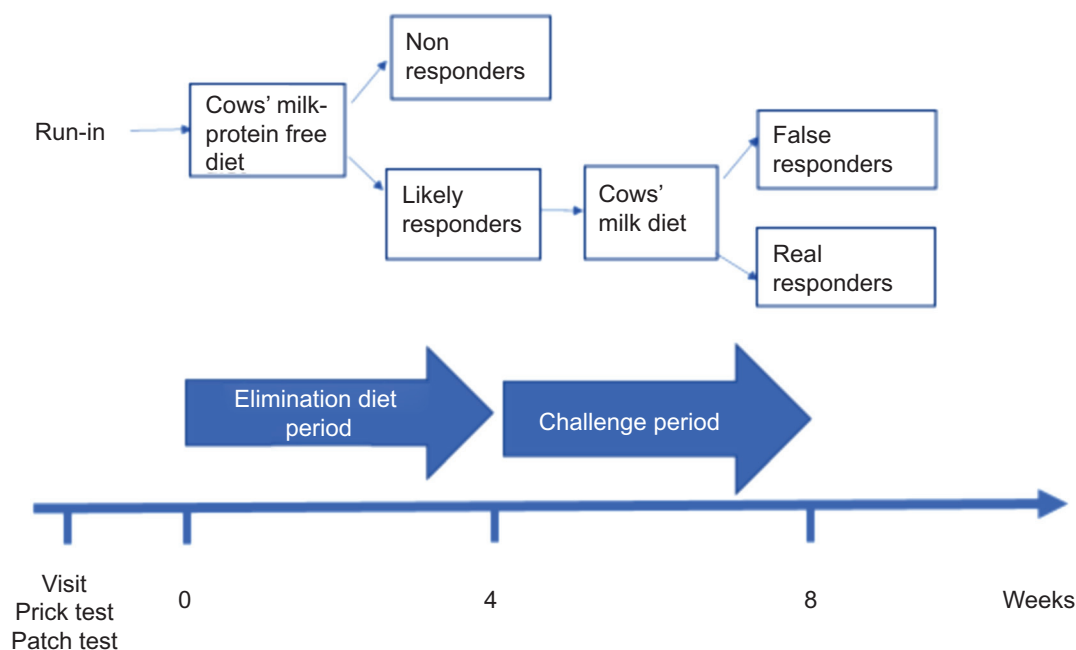 Run-in
Cows' milk-
protein free
diet
Non
responders
Likely
responders
Cows'
milk diet
False
responders
Real
responders
Elimination diet
period
Challenge period
Visit
Prick test
Patch test
0
4
8
Weeks